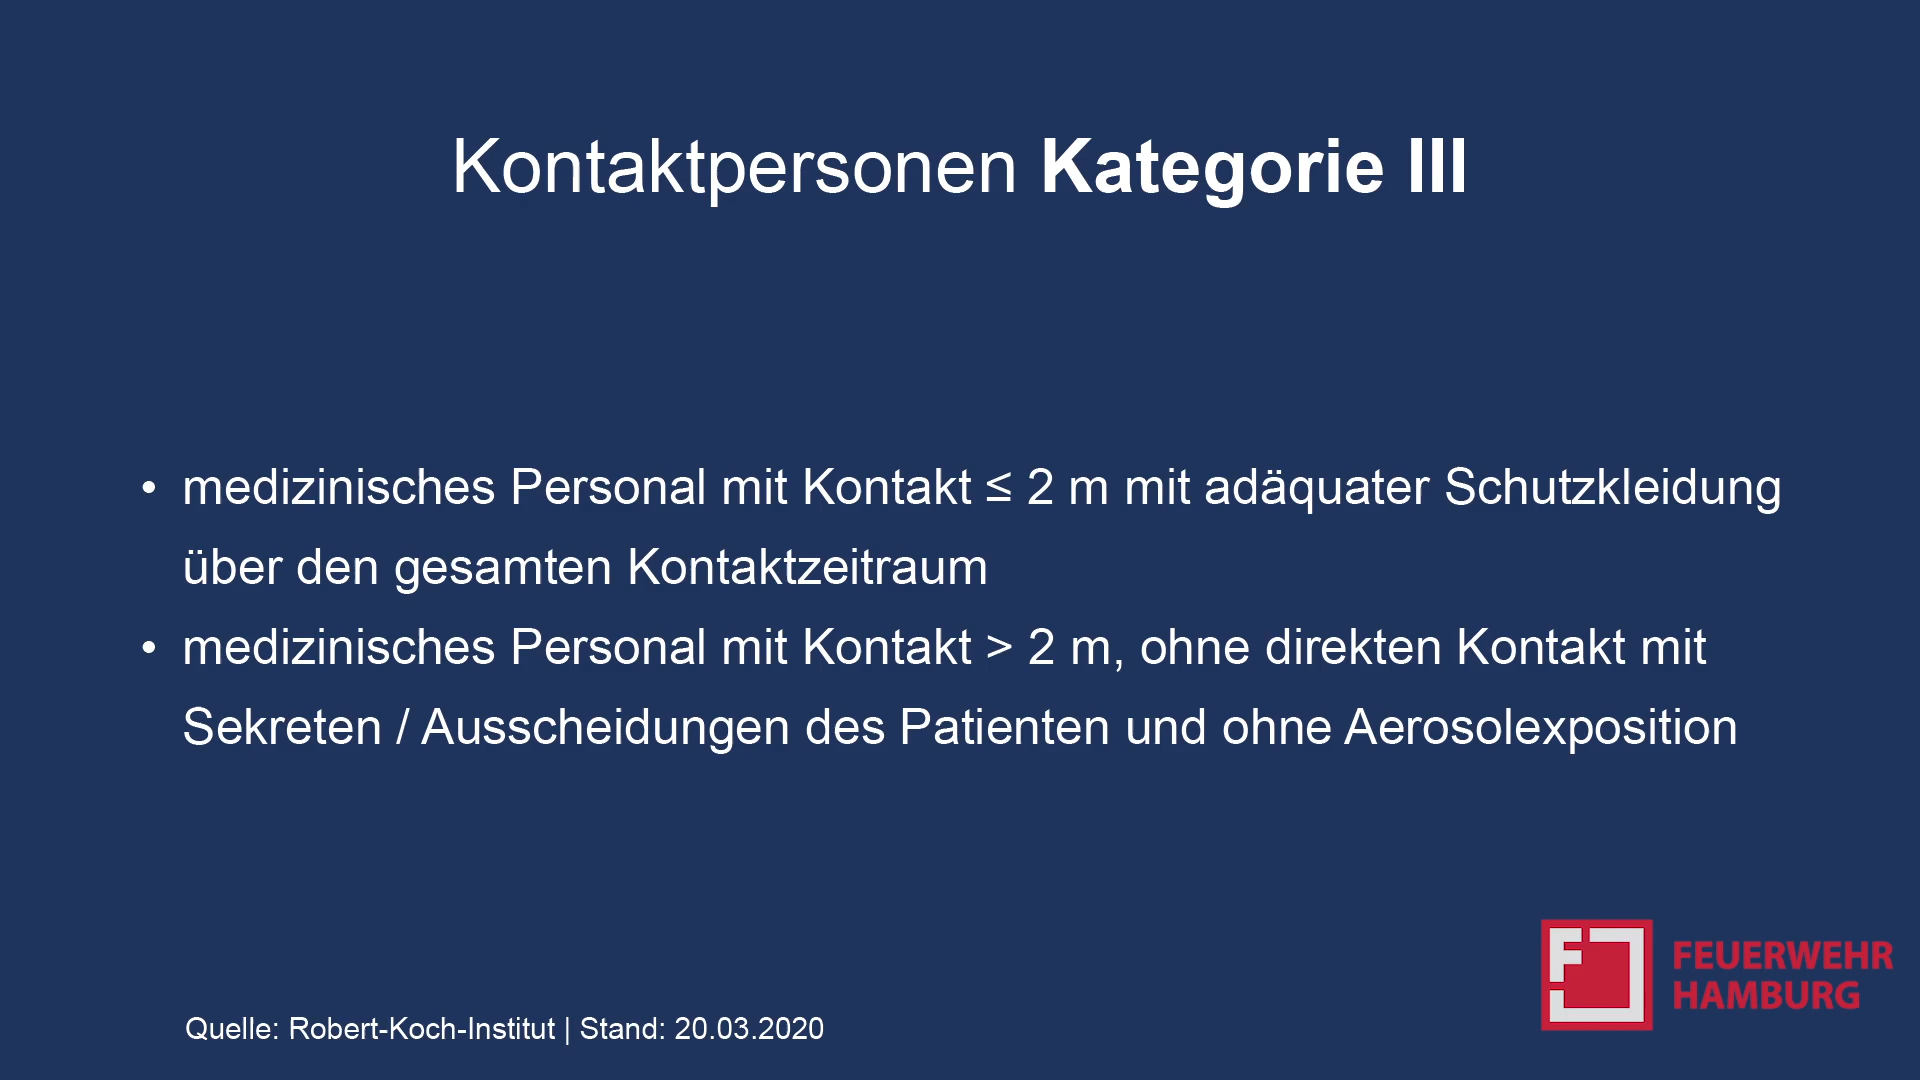 Kontaktpersonen Kategorie III
• medizinisches Personal mit Kontakt ≤ 2 m mit adäquater Schutzkleidung
über den gesamten Kontaktzeitraum
• medizinisches Personal mit Kontakt > 2 m, ohne direkten Kontakt mit
Sekreten / Ausscheidungen des Patienten und ohne Aerosolexposition
F
FEUERWEHR
HAMBURG
Quelle: Robert-Koch-Institut | Stand: 20.03.2020